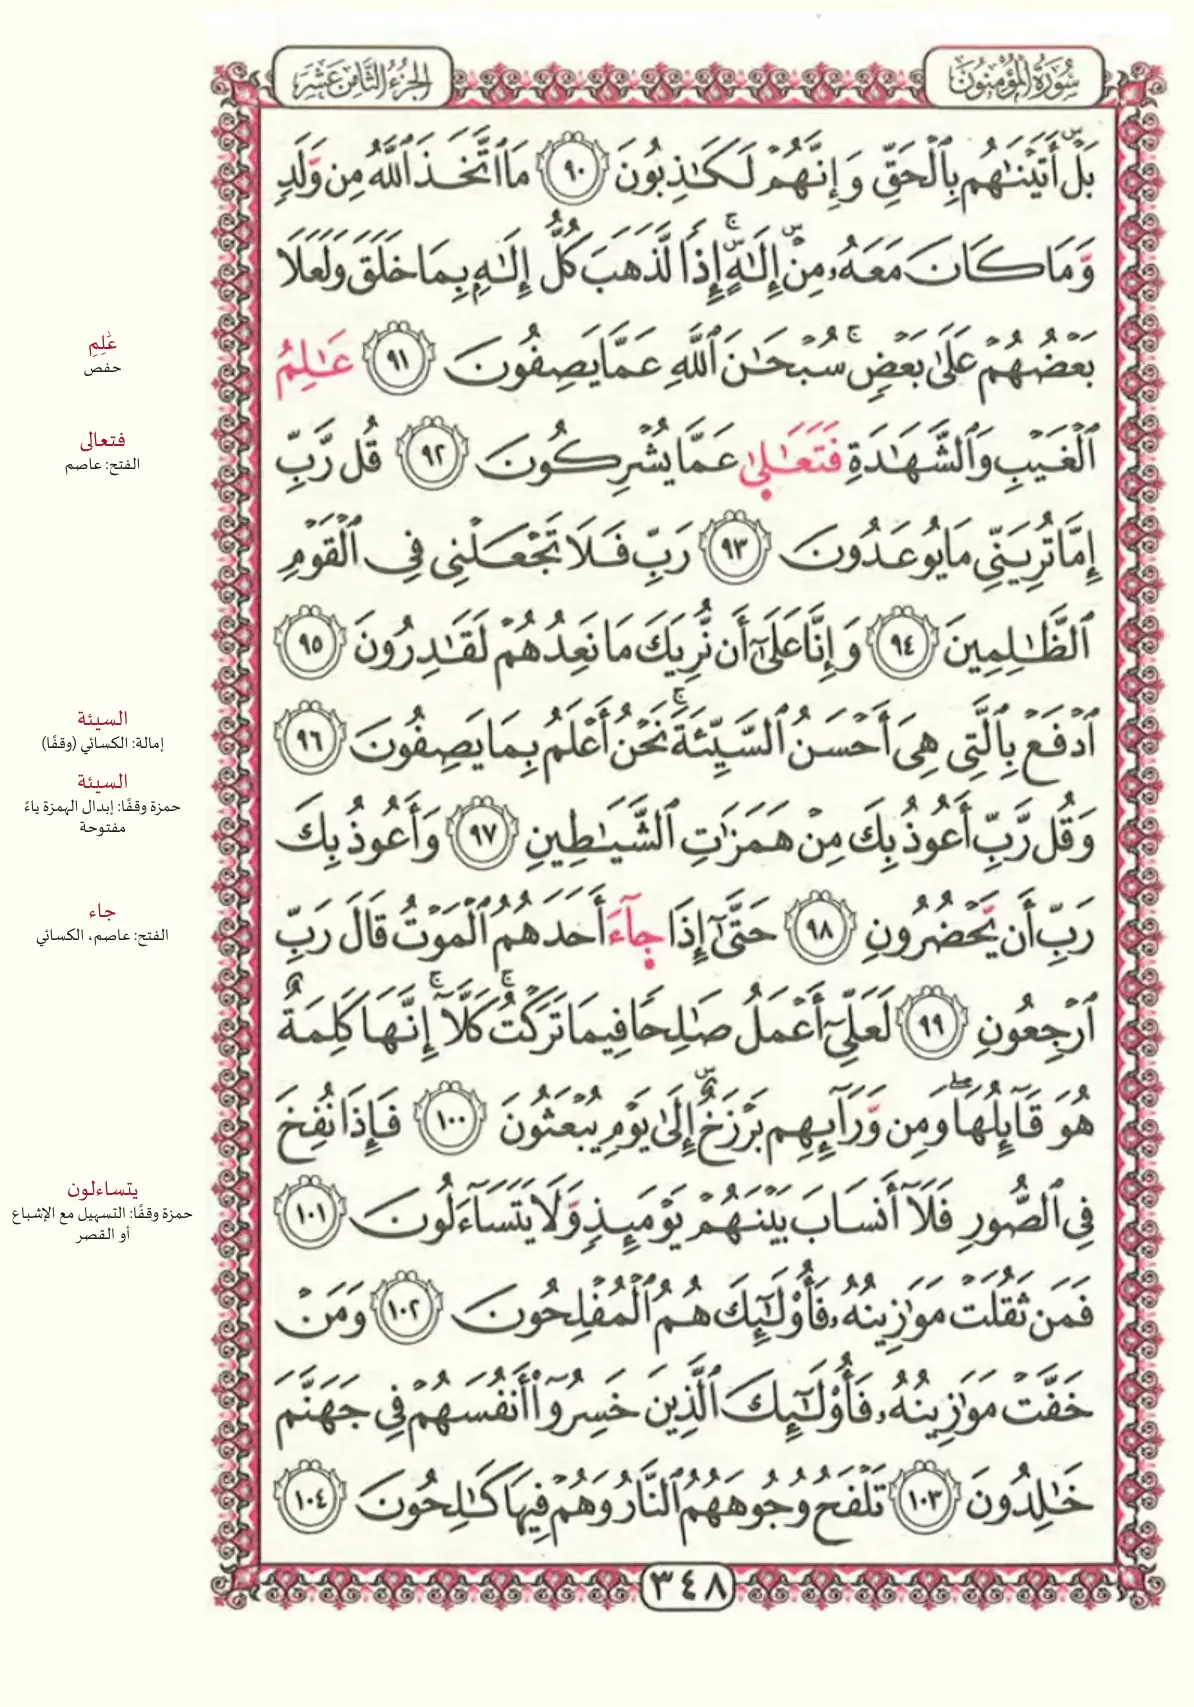 سُورَةُ المُؤْمِنُون
الجُزْءُ الثَّامِن عَشَرَ
بَلْ أَتَيْنَٰهُم بِٱلْحَقِّ وَإِنَّهُمْ لَكَٰذِبُونَ ٩٠ مَا ٱتَّخَذَ ٱللَّهُ مِن وَّلَدٍ
وَّمَا كَانَ مَعَهُۥ مِنْ إِلَٰهٍ ۚ إِذًا لَّذَهَبَ كُلُّ إِلَٰهٍۭ بِمَا خَلَقَ وَلَعَلَا
بَعْضُهُمْ عَلَىٰ بَعْضٍ ۚ سُبْحَٰنَ ٱللَّهِ عَمَّا يَصِفُونَ ٩١ عَٰلِمُ
ٱلْغَيْبِ وَٱلشَّهَٰدَةِ فَتَعَٰلىٰ عَمَّا يُشْرِكُونَ ٩٢ قُل رَّبِّ
إِمَّا تُرِيَنِّي مَا يُوعَدُونَ ٩٣ رَبِّ فَلَا تَجْعَلْنِي فِي ٱلْقَوْمِ
ٱلظَّٰلِمِينَ ٩٤ وَإِنَّا عَلَىٰٓ أَن نُّرِيَكَ مَا نَعِدُهُمْ لَقَٰدِرُونَ ٩٥
ٱدْفَعْ بِٱلَّتِي هِيَ أَحْسَنُ ٱلسَّيِّئَةَ ۚ نَحْنُ أَعْلَمُ بِمَا يَصِفُونَ ٩٦
وَقُل رَّبِّ أَعُوذُ بِكَ مِنْ هَمَزَٰتِ ٱلشَّيَٰطِينِ ٩٧ وَأَعُوذُ بِكَ
رَبِّ أَن يَّحْضُرُونِ ٩٨ حَتَّىٰٓ إِذَا جَآءَ أَحَدَهُمُ ٱلْمَوْتُ قَالَ رَبِّ
ٱرْجِعُونِ ٩٩ لَعَلِّيٓ أَعْمَلُ صَٰلِحًا فِيمَا تَرَكْتُ ۚ كَلَّآ ۚ إِنَّهَا كَلِمَةٌ
هُوَ قَآئِلُهَا ۖ وَمِن وَّرَآئِهِم بَرْزَخٌ إِلَىٰ يَوْمِ يُبْعَثُونَ ١٠٠ فَإِذَا نُفِخَ
فِي ٱلصُّورِ فَلَآ أَنسَابَ بَيْنَهُمْ يَوْمَئِذٍ وَّلَا يَتَسَآءَلُونَ ١٠١
فَمَن ثَقُلَتْ مَوَٰزِينُهُۥ فَأُوْلَٰٓئِكَ هُمُ ٱلْمُفْلِحُونَ ١٠٢ وَمَنْ
خَفَّتْ مَوَٰزِينُهُۥ فَأُوْلَٰٓئِكَ ٱلَّذِينَ خَسِرُوٓا۟ أَنفُسَهُمْ فِي جَهَنَّمَ
خَٰلِدُونَ ١٠٣ تَلْفَحُ وُجُوهَهُمُ ٱلنَّارُ وَهُمْ فِيهَا كَٰلِحُونَ ١٠٤
٣٤٨
عَٰلِمِ
حفص
فتعالى
الفتح: عاصم
السيئة
إمالة: الكسائي (وقفًا)
السيئة
حمزة وقفًا: إبدال الهمزة ياءً
مفتوحة
جاء
الفتح: عاصم، الكسائي
يتساءلون
حمزة وقفًا: التسهيل مع الإشباع
أو القصر